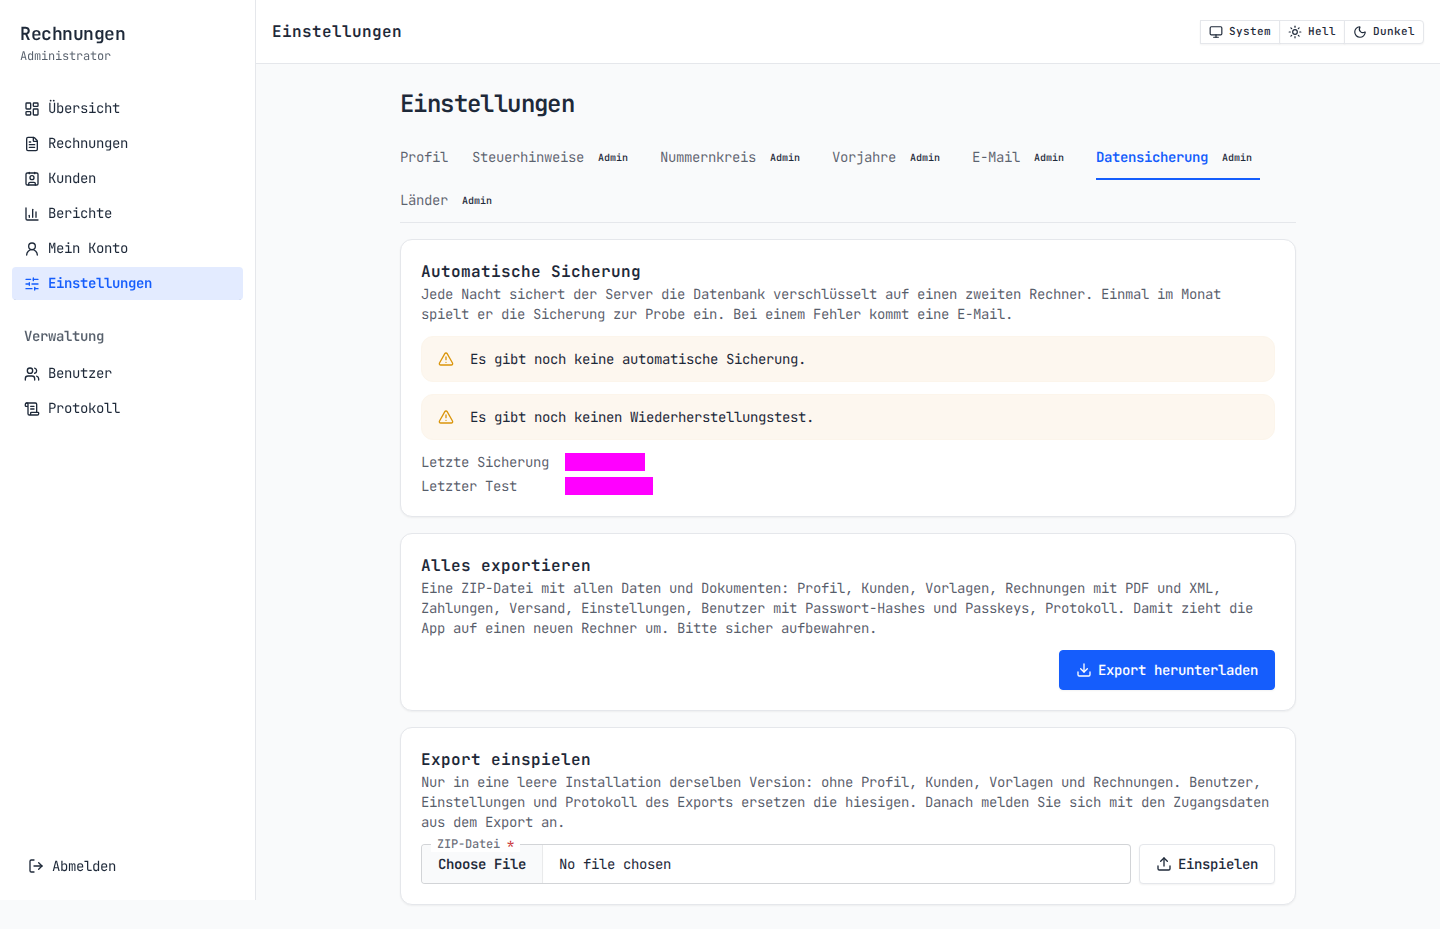 Rechnungen
Administrator
Übersicht
Rechnungen
Kunden
Berichte
Mein Konto
Einstellungen
Verwaltung
Benutzer
Protokoll
Abmelden
Einstellungen
System
Hell
Dunkel
Einstellungen
Profil
Steuerhinweise Admin
Nummernkreis Admin
Vorjahre Admin
E-Mail Admin
Datensicherung Admin
Länder Admin
Automatische Sicherung
Jede Nacht sichert der Server die Datenbank verschlüsselt auf einen zweiten Rechner. Einmal im Monat
spielt er die Sicherung zur Probe ein. Bei einem Fehler kommt eine E-Mail.
Es gibt noch keine automatische Sicherung.
Es gibt noch keinen Wiederherstellungstest.
Letzte Sicherung
Letzter Test
Alles exportieren
Eine ZIP-Datei mit allen Daten und Dokumenten: Profil, Kunden, Vorlagen, Rechnungen mit PDF und XML,
Zahlungen, Versand, Einstellungen, Benutzer mit Passwort-Hashes und Passkeys, Protokoll. Damit zieht die
App auf einen neuen Rechner um. Bitte sicher aufbewahren.
Export herunterladen
Export einspielen
Nur in eine leere Installation derselben Version: ohne Profil, Kunden, Vorlagen und Rechnungen. Benutzer,
Einstellungen und Protokoll des Exports ersetzen die hiesigen. Danach melden Sie sich mit den Zugangsdaten
aus dem Export an.
ZIP-Datei *
Choose File No file chosen
Einspielen